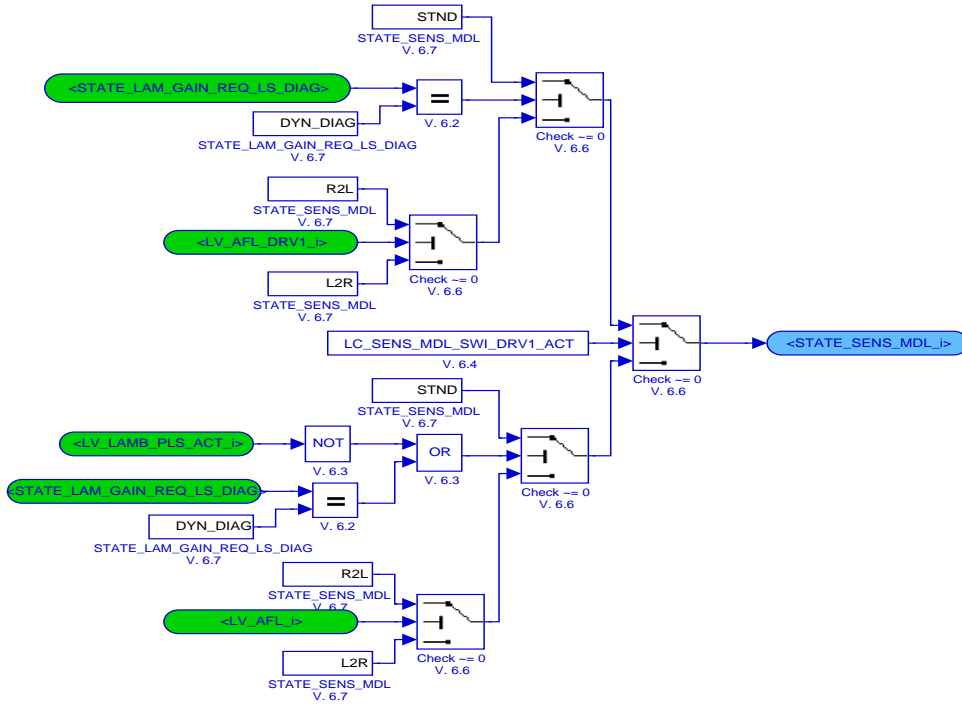 STND
STATE_SENS_MDL
V. 6.7
<STATE_LAM_GAIN_REQ_LS_DIAG>
=
V. 6.2
DYN_DIAG
STATE_LAM_GAIN_REQ_LS_DIAG
V. 6.7
Check ~= 0
V. 6.6
R2L
STATE_SENS_MDL
V. 6.7
<LV_AFL_DRV1_i>
L2R
STATE_SENS_MDL
V. 6.7
Check ~= 0
V. 6.6
LC_SENS_MDL_SWI_DRV1_ACT
V. 6.4
Check ~= 0
V. 6.6
<STATE_SENS_MDL_i>
STND
STATE_SENS_MDL
V. 6.7
<LV_LAMB_PLS_ACT_i>
NOT
V. 6.3
OR
V. 6.3
<STATE_LAM_GAIN_REQ_LS_DIAG>
=
V. 6.2
DYN_DIAG
STATE_LAM_GAIN_REQ_LS_DIAG
V. 6.7
Check ~= 0
V. 6.6
R2L
STATE_SENS_MDL
V. 6.7
<LV_AFL_i>
L2R
STATE_SENS_MDL
V. 6.7
Check ~= 0
V. 6.6